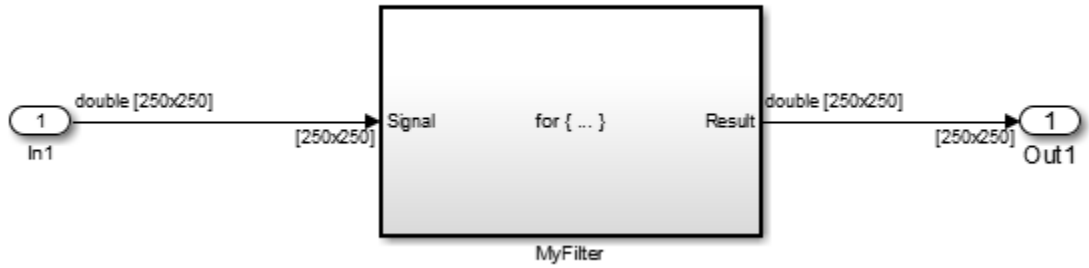 double [250x250]
double [250x250]
1
Signal
for { ... }
Result
1
[250x250]
[250x250]
In1
Out1
MyFilter